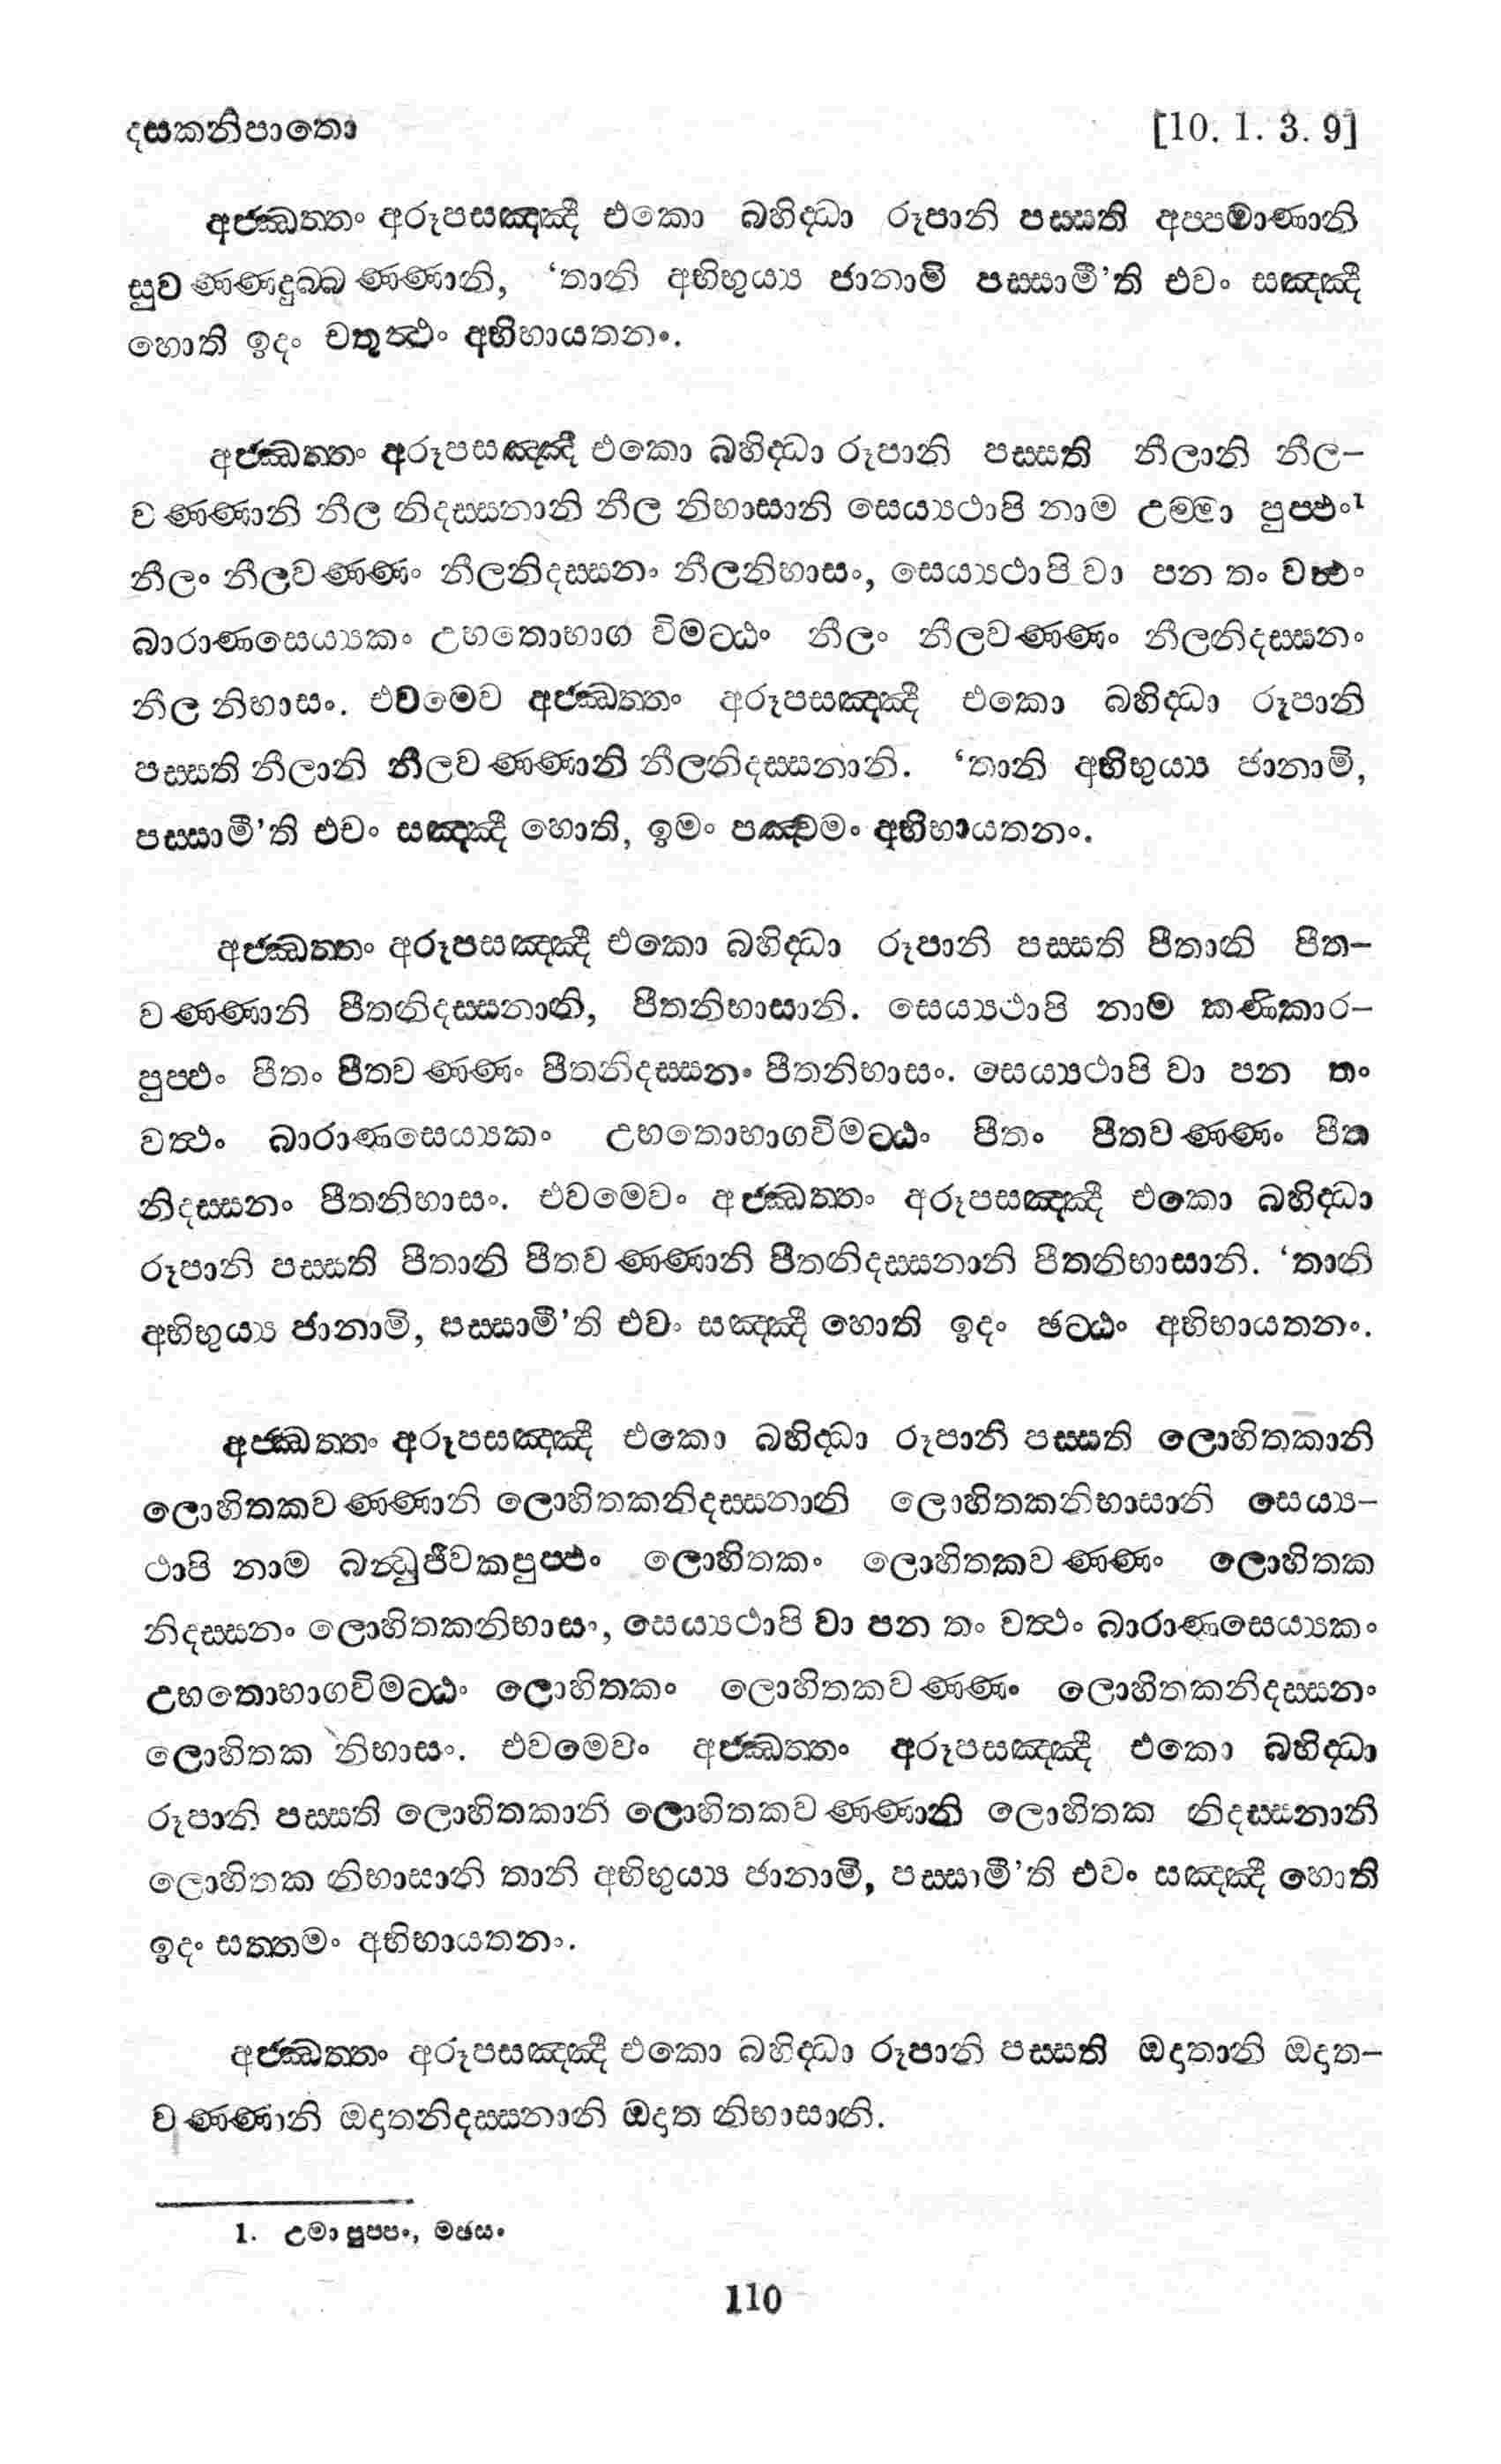 දසකනිපාතො [10. 1. 3. 9]
අජ්ඣත්තං අරූපසඤ්ඤී එකො බහිද්ධා රූපානි පස්සති අප්පමාණානි
සුවණ්ණදුබ්බණ්ණානි, ‘තානි අභිභුය්‍ය ජානාමි පස්සාමී’ති එවං සඤ්ඤී
හොති ඉදං චතුත්ථං අභිභායතනං.
අජ්ඣත්තං අරූපසඤ්ඤී එකො බහිද්ධා රූපානි පස්සති නීලානි නීල-
වණ්ණානි නීල නිදස්සනානි නීල නිභාසානි සෙය්‍යථාපි නාම උම්මා පුප්ඵං1
නීලං නීලවණ්ණං නීලනිදස්සනං නීලනිභාසං, සෙය්‍යථාපි වා පන තං වත්ථං
බාරාණසෙය්‍යකං උභතොභාග විමට්ඨං නීලං නීලවණ්ණං නීලනිදස්සනං
නීල නිභාසං. එවමෙව අජ්ඣත්තං අරූපසඤ්ඤී එකො බහිද්ධා රූපානි
පස්සති නීලානි නීලවණ්ණානි නීලනිදස්සනානි. ‘තානි අභිභුය්‍ය ජානාමි,
පස්සාමී’ති එවං සඤ්ඤී හොති, ඉමං පඤ්චමං අභිභායතනං.
අජ්ඣත්තං අරූපසඤ්ඤී එකො බහිද්ධා රූපානි පස්සති පීතානි පීත-
වණ්ණානි පීතනිදස්සනානි, පීතනිභාසානි. සෙය්‍යථාපි නාම කණිකාර-
පුප්ඵං පීතං පීතවණ්ණං පීතනිදස්සනං පීතනිභාසං. සෙය්‍යථාපි වා පන තං
වත්ථං බාරාණසෙය්‍යකං උභතොභාගවිමට්ඨං පීතං පීතවණ්ණං පීත
නිදස්සනං පීතනිභාසං. එවමෙවං අජ්ඣත්තං අරූපසඤ්ඤී එකො බහිද්ධා
රූපානි පස්සති පීතානි පීතවණ්ණානි පීතනිදස්සනානි පීතනිභාසානි. ‘තානි
අභිභුය්‍ය ජානාමි, පස්සාමී’ති එවං සඤ්ඤී හොති ඉදං ඡට්ඨං අභිභායතනං.
අජ්ඣත්තං අරූපසඤ්ඤී එකො බහිද්ධා රූපානි පස්සති ලොහිතකානි
ලොහිතකවණ්ණානි ලොහිතකනිදස්සනානි ලොහිතකනිභාසානි සෙය්‍ය-
ථාපි නාම බන්ධුජීවකපුප්ඵං ලොහිතකං ලොහිතකවණ්ණං ලොහිතක
නිදස්සනං ලොහිතකනිභාසං, සෙය්‍යථාපි වා පන තං වත්ථං බාරාණසෙය්‍යකං
උභතොභාගවිමට්ඨං ලොහිතකං ලොහිතකවණ්ණං ලොහිතකනිදස්සනං
ලොහිතක නිභාසං. එවමෙවං අජ්ඣත්තං අරූපසඤ්ඤී එකො බහිද්ධා
රූපානි පස්සති ලොහිතකානි ලොහිතකවණ්ණානි ලොහිතක නිදස්සනානි
ලොහිතක නිභාසානි තානි අභිභුය්‍ය ජානාමි, පස්සාමී’ති එවං සඤ්ඤී හොති
ඉදං සත්තමං අභිභායතනං.
අජ්ඣත්තං අරූපසඤ්ඤී එකො බහිද්ධා රූපානි පස්සති ඔදාතානි ඔදාත-
වණ්ණානි ඔදාතනිදස්සනානි ඔදාත නිභාසානි.
1. උමා පුප්පං, මඡසං
110